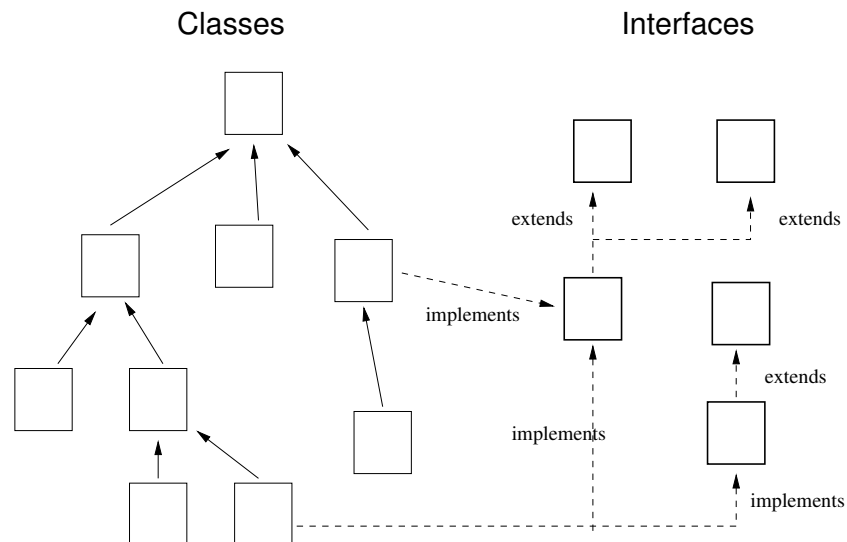 Classes
Interfaces
extends
extends
implements
extends
implements
implements